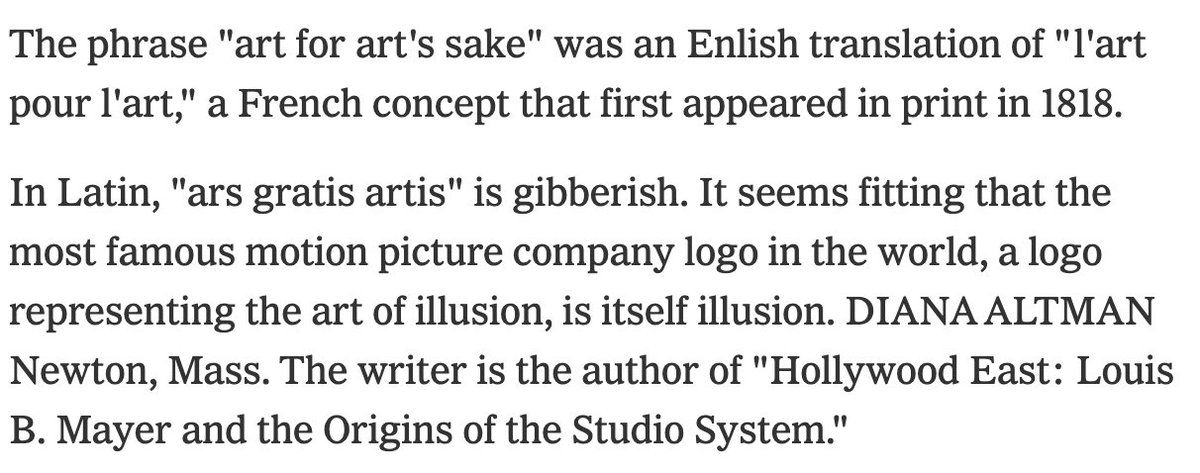 The phrase "art for art's sake" was an Enlish translation of "l'art
pour l'art," a French concept that first appeared in print in 1818.
In Latin, "ars gratis artis" is gibberish. It seems fitting that the
most famous motion picture company logo in the world, a logo
representing the art of illusion, is itself illusion. DIANA ALTMAN
Newton, Mass. The writer is the author of "Hollywood East: Louis
B. Mayer and the Origins of the Studio System."